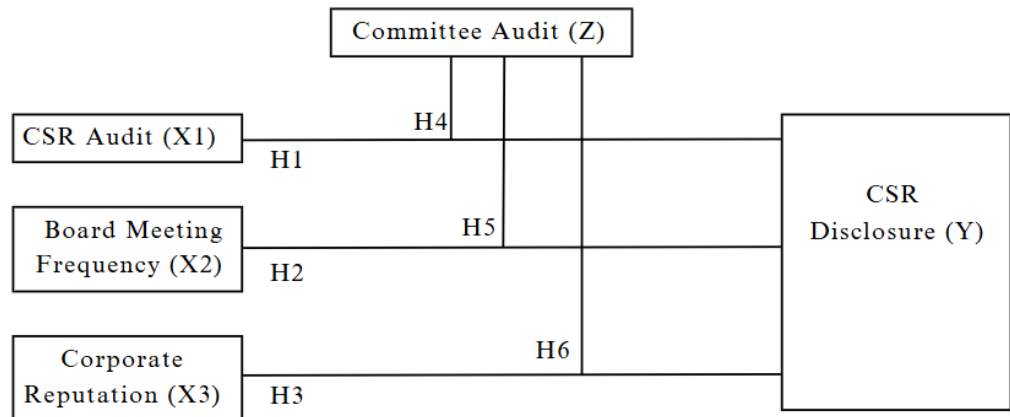 Committee Audit (Z)
H4
CSR Audit (X1)
H1
Board Meeting
Frequency (X2)
H5
H2
CSR
Disclosure (Y)
Corporate
Reputation (X3)
H6
H3